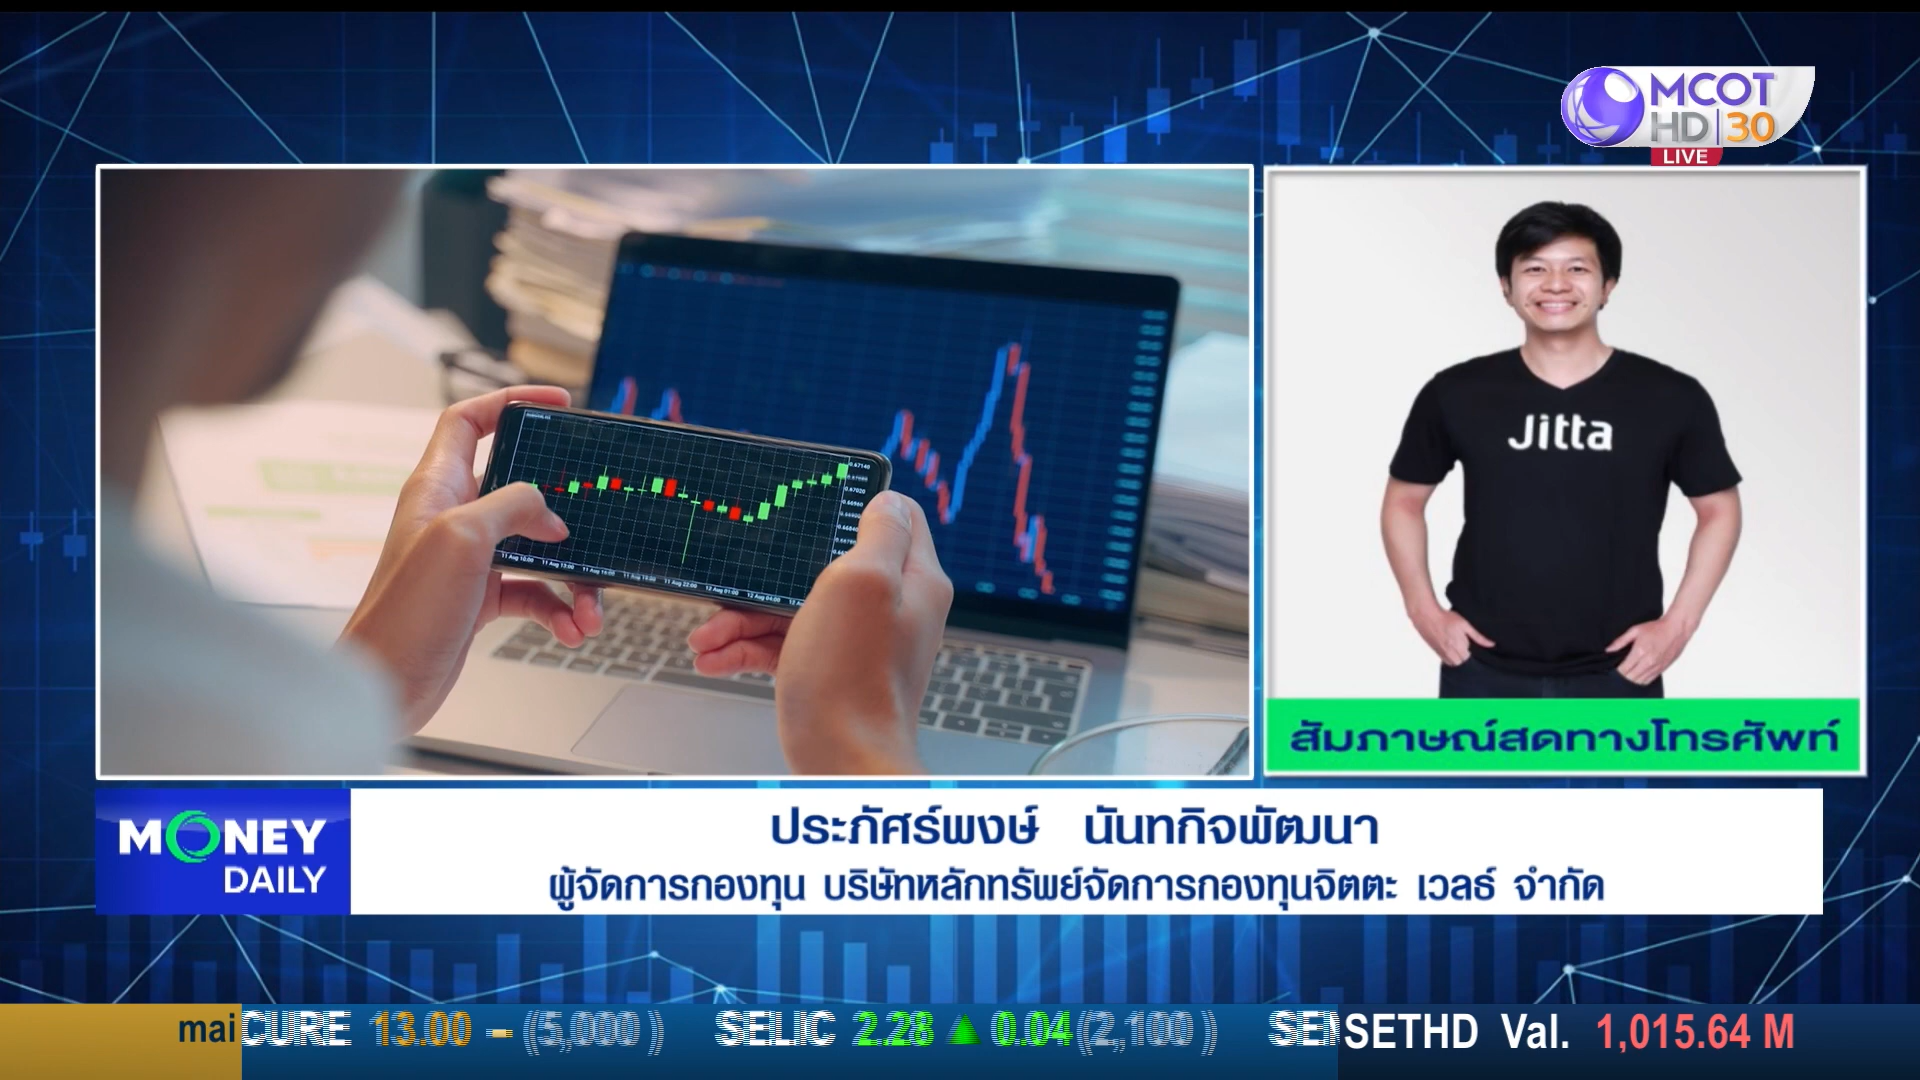 MCOT
HD 30
LIVE
Jitta
สัมภาษณ์สดทางโทรศัพท์
MONEY
DAILY
ประภัศร์พงษ์ นันทกิจพัฒนา
ผู้จัดการกองทุน บริษัทหลักทรัพย์จัดการกองทุนจิตตะ เวลธ์ จำกัด
mai CURE 13.00 – (5,000) SELIC 2.28 ▲ 0.04 (2,100) SETHD Val. 1,015.64 M